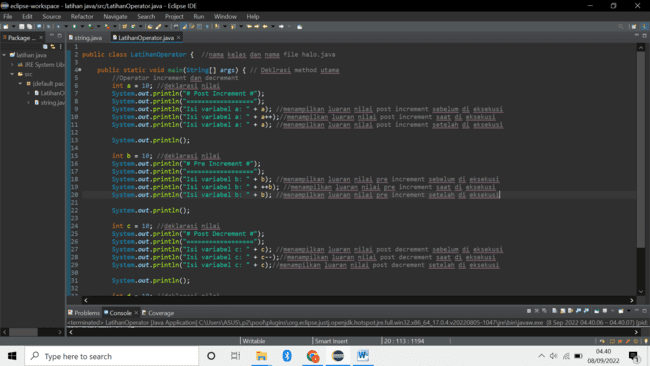 eclipse-workspace - latihan java/src/LatihanOperator.java - Eclipse IDE
File Edit Source Refactor Navigate Search Project Run Window Help
Package ...
string.java LatihanOperator.java
latihan java
JRE System Lib
src
(default pac
LatihanO
string.jav
1
2 public class LatihanOperator { //nama kelas dan nama file halo.java
3
4 public static void main(String[] args) { // Deklrasi method utama
5 //Operator increment dan decrement
6 int a = 10; //deklarasi nilai
7 System.out.println("# Post Increment #");
8 System.out.println("==================");
9 System.out.println("Isi variabel a: " + a); //menampilkan luaran nilai post increment sebelum di eksekusi
10 System.out.println("Isi variabel a: " + a++);//menampilkan luaran nilai post increment saat di eksekusi
11 System.out.println("Isi variabel a: " + a); //menampilkan luaran nilai post increment setelah di eksekusi
12
13 System.out.println();
14
15 int b = 10; //deklarasi nilai
16 System.out.println("# Pre Increment #");
17 System.out.println("==================");
18 System.out.println("Isi variabel b: " + b); //menampilkan luaran nilai pre increment sebelum di eksekusi
19 System.out.println("Isi variabel b: " + ++b); //menampilkan luaran nilai pre increment saat di eksekusi
20 System.out.println("Isi variabel b: " + b); //menampilkan luaran nilai pre increment setelah di eksekusi
21
22 System.out.println();
23
24 int c = 10; //deklarasi nilai
25 System.out.println("# Post Decrement #");
26 System.out.println("==================");
27 System.out.println("Isi variabel c: " + c); //menampilkan luaran nilai post decrement sebelum di eksekusi
28 System.out.println("Isi variabel c: " + c--);//menampilkan luaran nilai post decrement saat di eksekusi
29 System.out.println("Isi variabel c: " + c);//menampilkan luaran nilai post decrement setelah di eksekusi
30
31 System.out.println();
32
Problems Console Coverage
<terminated> LatihanOperator [Java Application] C:\Users\ASUS\.p2\pool\plugins\org.eclipse.justj.openjdk.hotspot.jre.full.win32.x86_64_17.0.4.v20220805-1047\jre\bin\javaw.exe (8 Sep 2022 04.40.06 – 04.40.07)
Writable Smart Insert 20 : 113 : 1194
Type here to search
04.40
08/09/2022